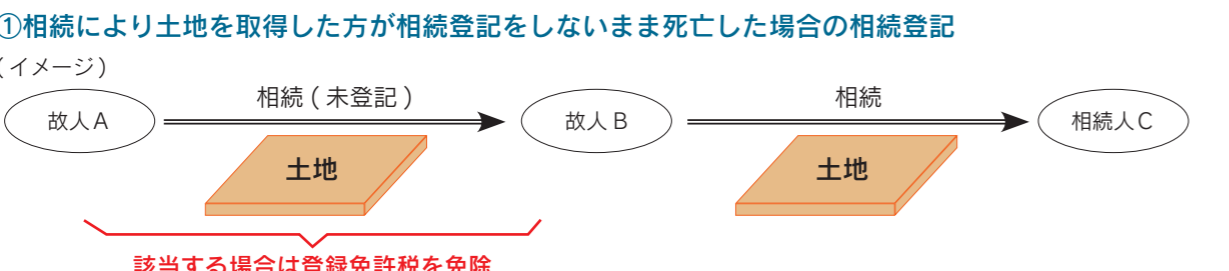 ①相続により土地を取得した方が相続登記をしないまま死亡した場合の相続登記
(イメージ)
故人A 相続(未登記) 故人B 相続 相続人C
土地 土地
該当する場合は登録免許税を免除